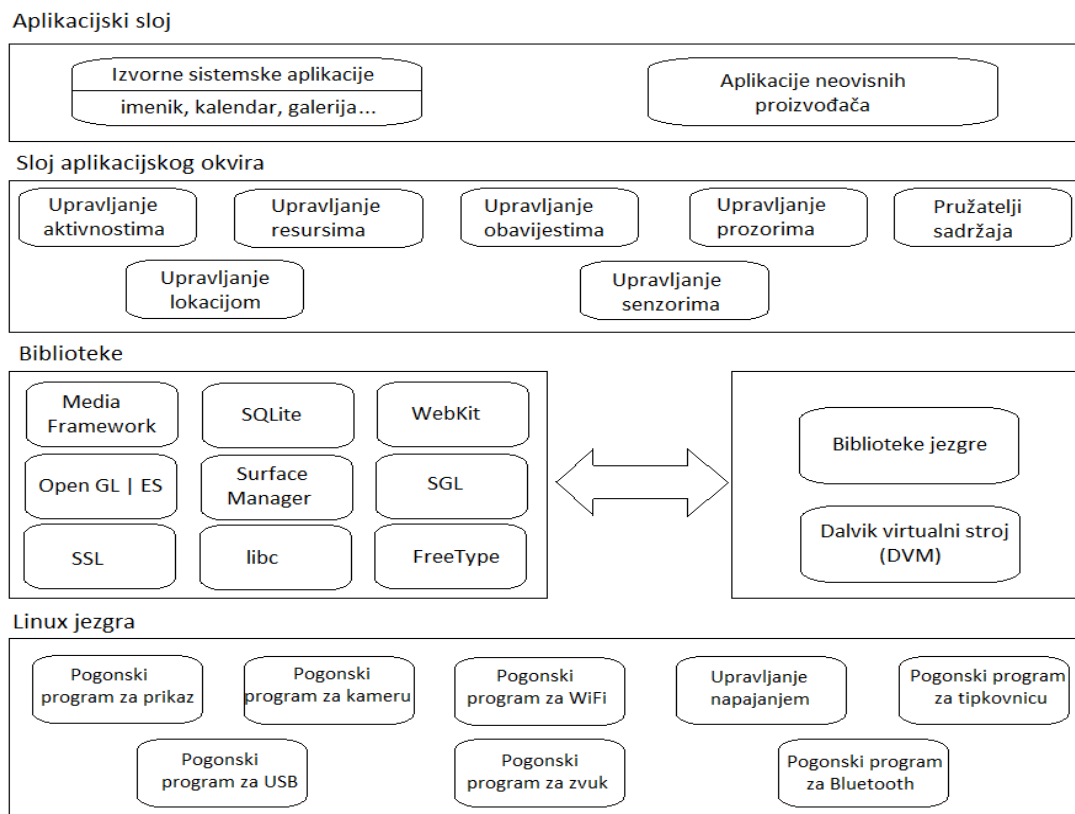 Aplikacijski sloj
Izvorne sistemske aplikacije
imenik, kalendar, galerija...
Aplikacije neovisnih
proizvođača
Sloj aplikacijskog okvira
Upravljanje
aktivnostima
Upravljanje
resursima
Upravljanje
obavijestima
Upravljanje
prozorima
Pružatelji
sadržaja
Upravljanje
lokacijom
Upravljanje
senzorima
Biblioteke
Media
Framework
SQLite
WebKit
Open GL | ES
Surface
Manager
SGL
SSL
libc
FreeType
Biblioteke jezgre
Dalvik virtualni stroj
(DVM)
Linux jezgra
Pogonski
program za prikaz
Pogonski
program za kameru
Pogonski
program za WiFi
Upravljanje
napajanjem
Pogonski program
za tipkovnicu
Pogonski
program za USB
Pogonski
program za zvuk
Pogonski program
za Bluetooth